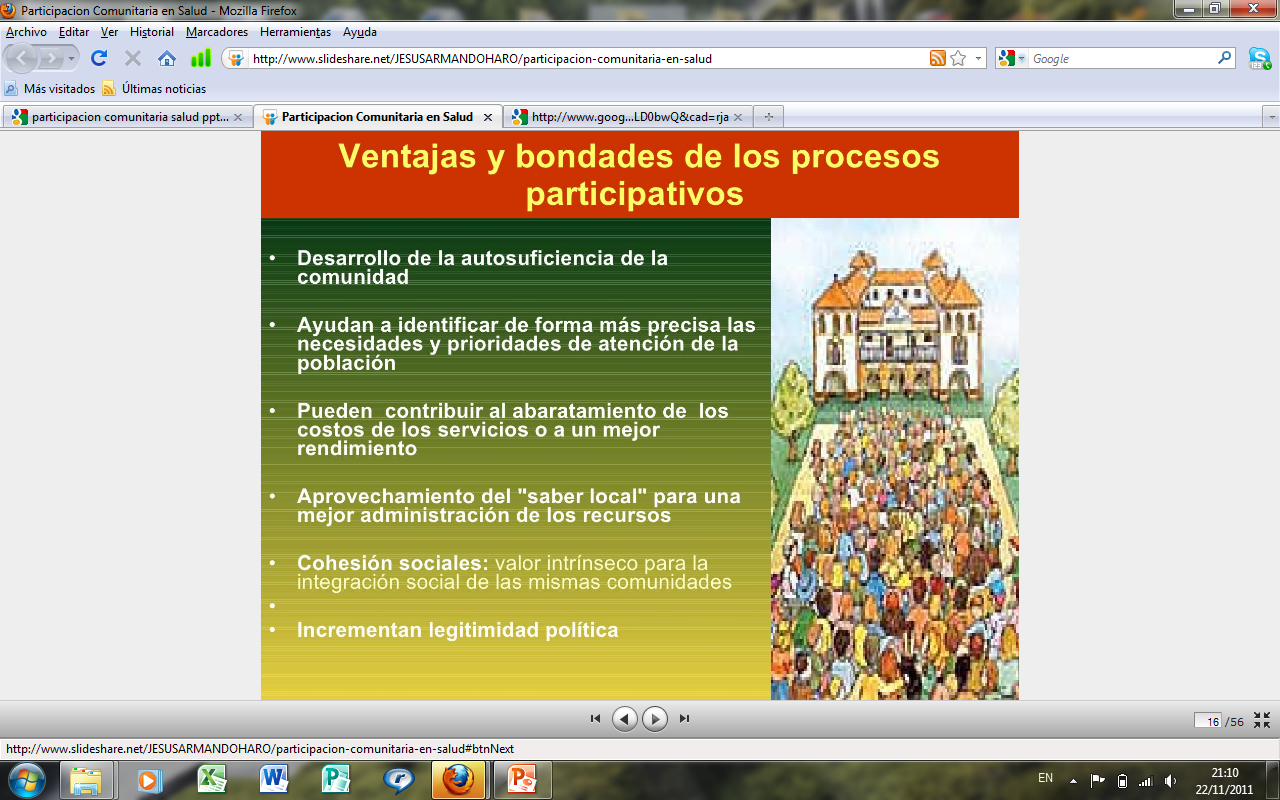 Participacion Comunitaria en Salud - Mozilla Firefox
Archivo Editar Ver Historial Marcadores Herramientas Ayuda
http://www.slideshare.net/JESUSARMANDOHARO/participacion-comunitaria-en-salud
Google
Más visitados Últimas noticias
participacion comunitaria salud ppt...
Participacion Comunitaria en Salud
http://www.goog...LD0bwQ&cad=rja
Ventajas y bondades de los procesos
participativos
• Desarrollo de la autosuficiencia de la
comunidad
• Ayudan a identificar de forma más precisa las
necesidades y prioridades de atención de la
población
• Pueden  contribuir al abaratamiento de  los
costos de los servicios o a un mejor
rendimiento
• Aprovechamiento del "saber local" para una
mejor administración de los recursos
• Cohesión sociales: valor intrínseco para la
integración social de las mismas comunidades
•
• Incrementan legitimidad política
16 /56
http://www.slideshare.net/JESUSARMANDOHARO/participacion-comunitaria-en-salud#btnNext
EN
21:10
22/11/2011